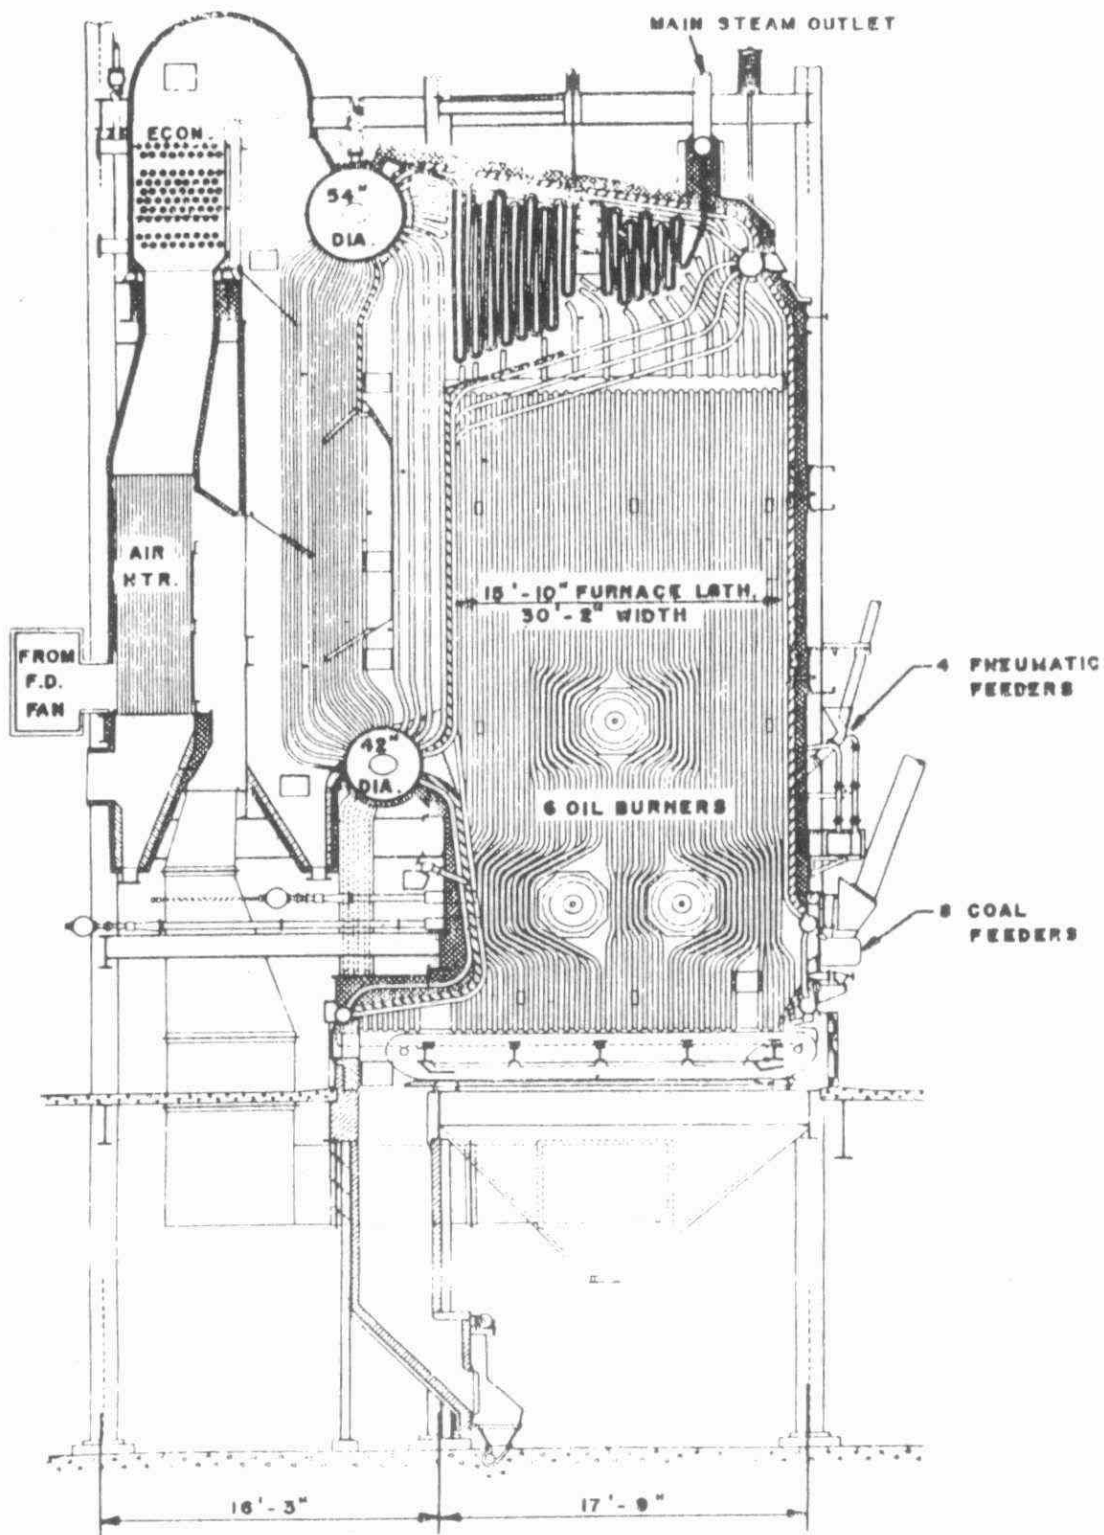 MAIN STEAM OUTLET
ECON.
54"
DIA.
AIR
HTR.
15'-10" FURNACE LGTH.
30'-2" WIDTH
FROM
F.D.
FAN
4 PNEUMATIC
FEEDERS
42"
DIA.
6 OIL BURNERS
8 COAL
FEEDERS
16'-3"
17'-9"